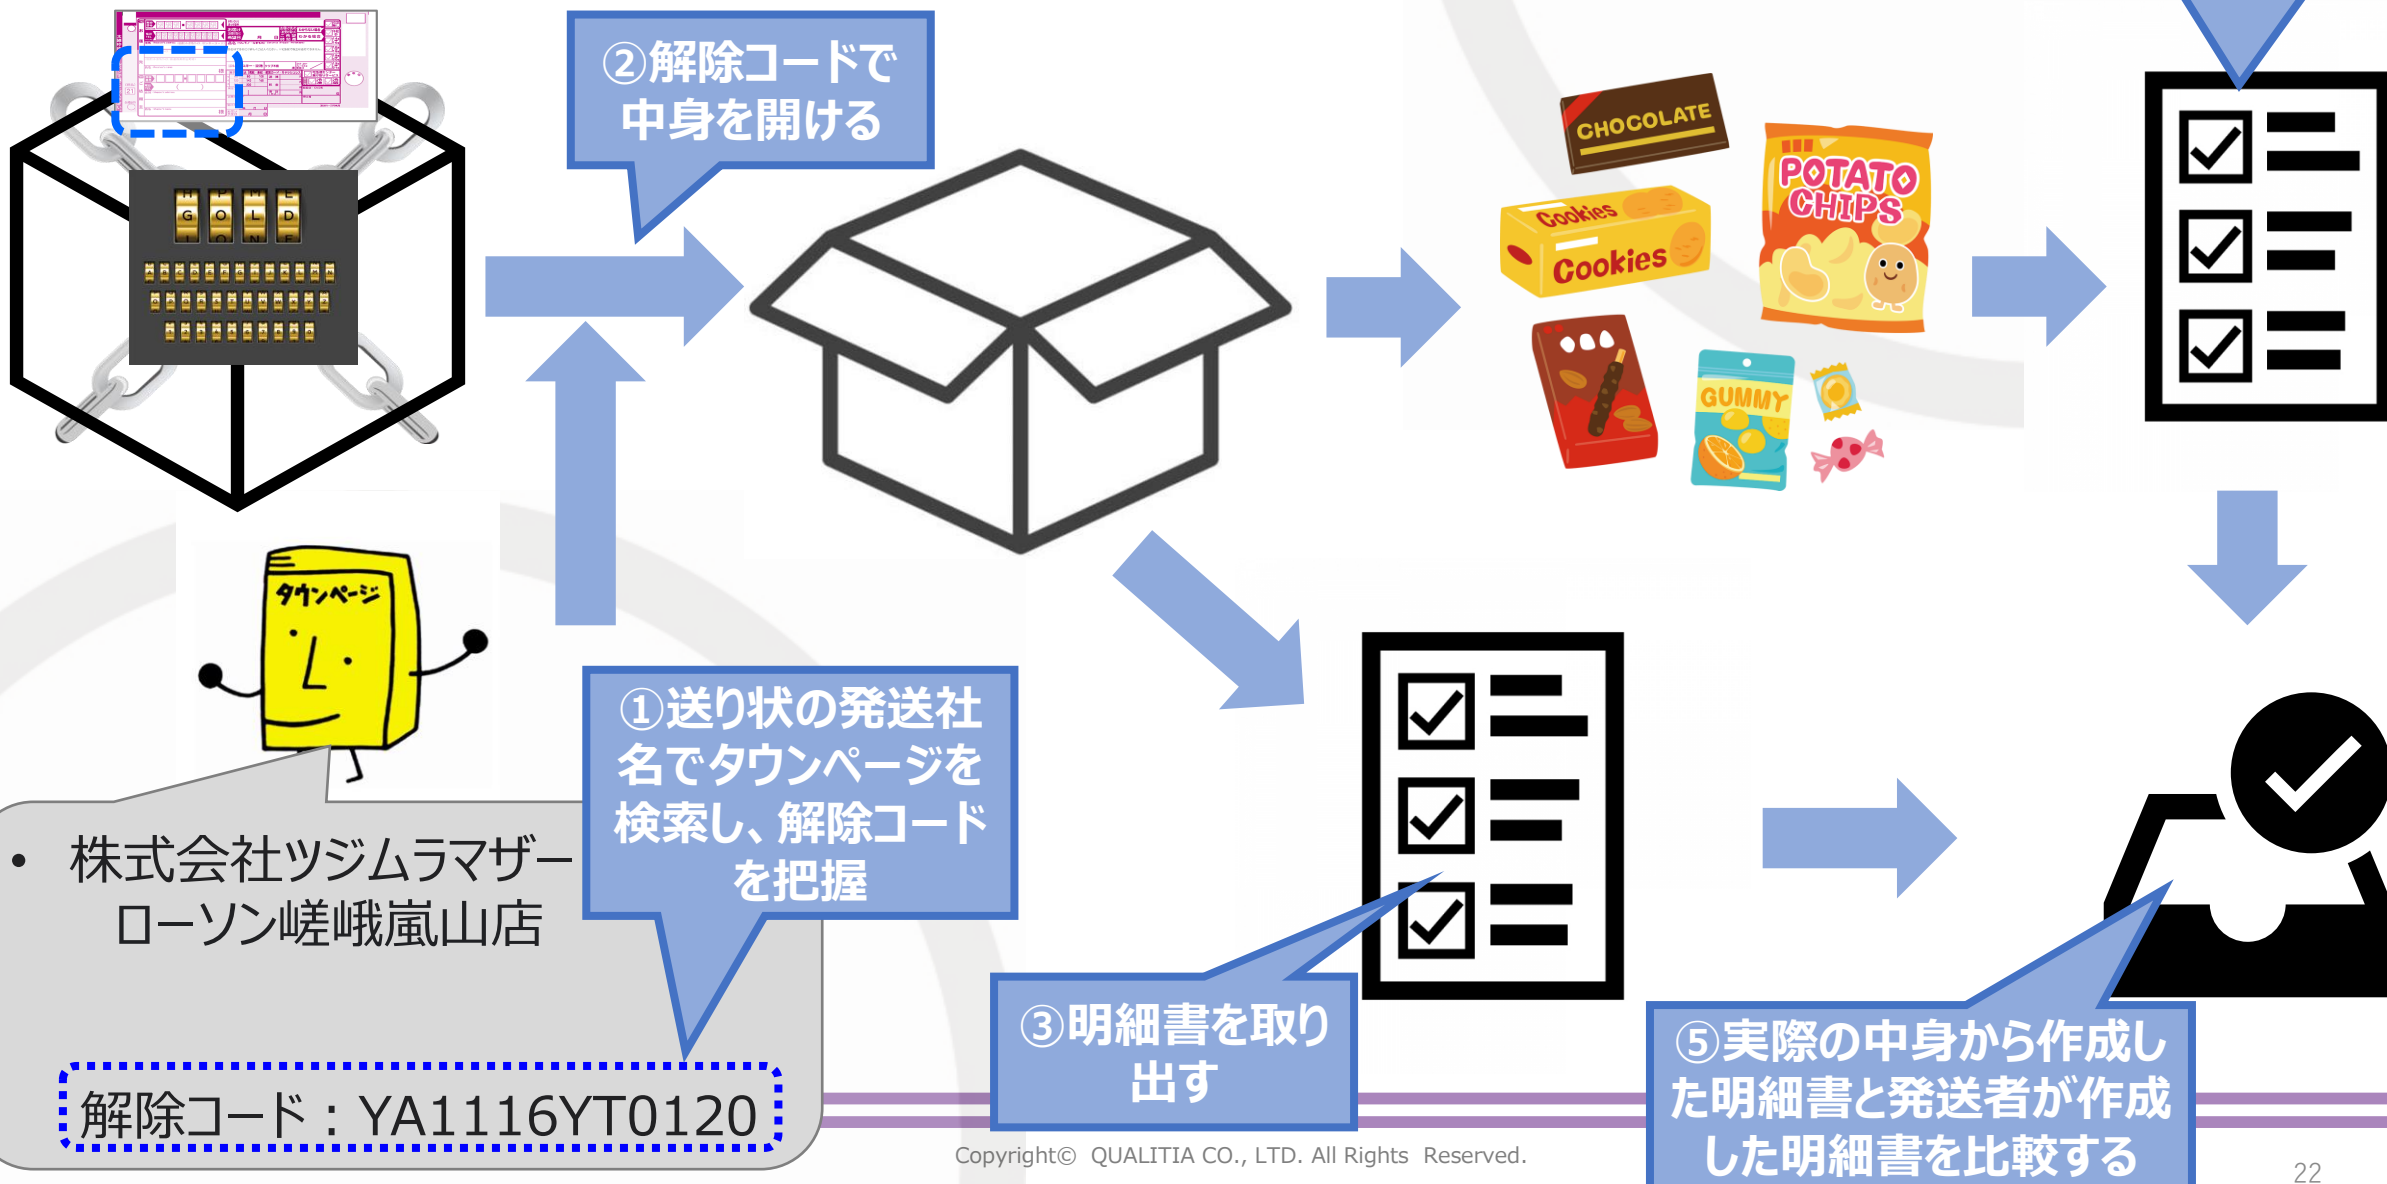 ②解除コードで
中身を開ける
CHOCOLATE
POTATO
CHIPS
Cookies
Cookies
GUMMY
H P M E
G O L D
I Q N F
A B C D E F G H I J K L M N
O P Q R S T U V W X Y Z
タウンページ
①送り状の発送社
名でタウンページを
検索し、解除コード
を把握
• 株式会社ツジムラマザー
ローソン嵯峨嵐山店
解除コード：YA1116YT0120
③明細書を取り
出す
⑤実際の中身から作成し
た明細書と発送者が作成
した明細書を比較する
Copyright© QUALITIA CO., LTD. All Rights Reserved.
22